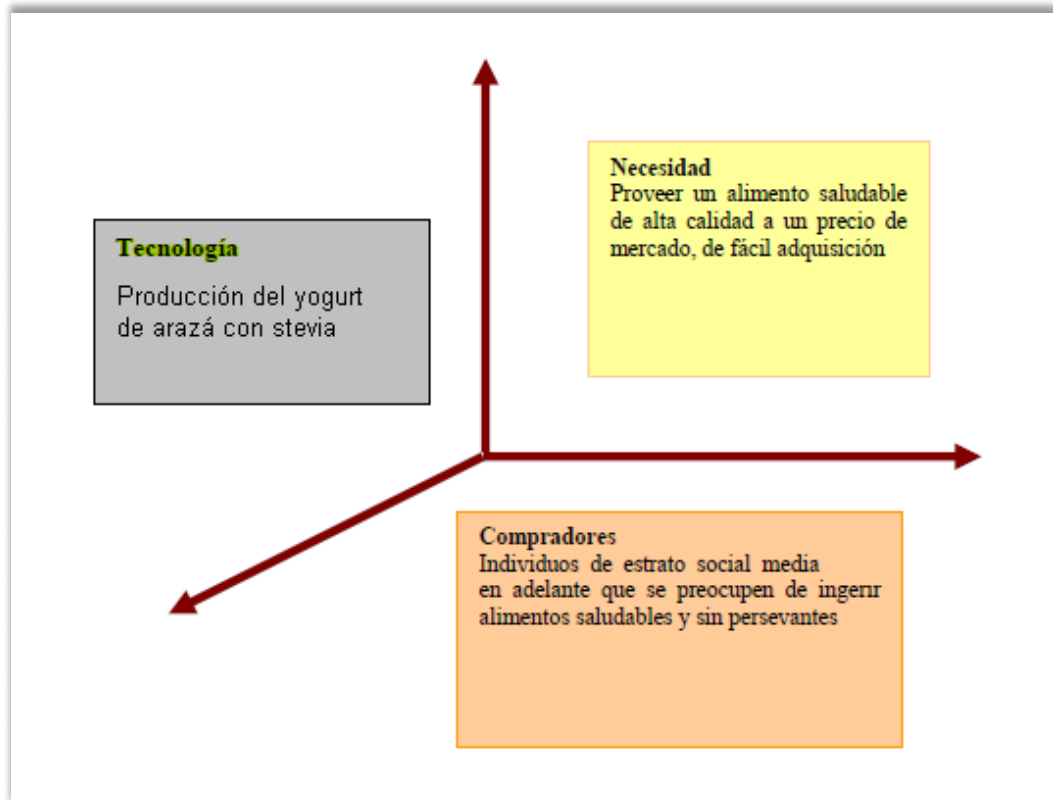 Necesidad
Proveer un alimento saludable
de alta calidad a un precio de
mercado, de fácil adquisición
Tecnología
Producción del yogurt
de arazá con stevia
Compradores
Individuos de estrato social media
en adelante que se preocupen de ingerir
alimentos saludables y sin persevantes